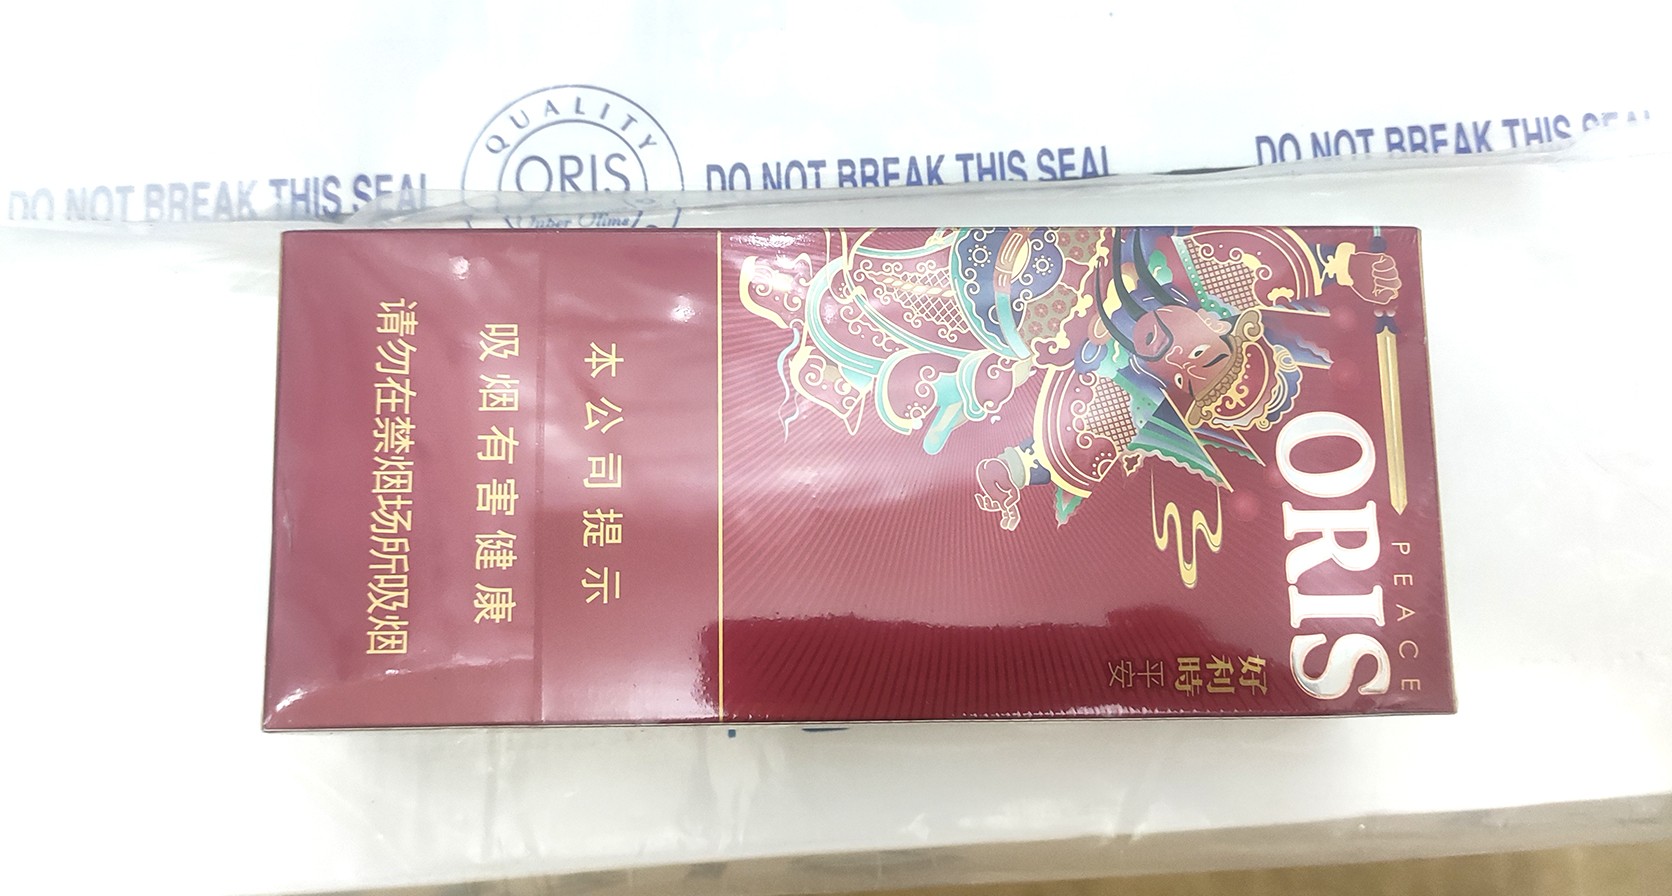 DO NOT BREAK THIS SEAL
QUALITY
ORIS
DO NOT BREAK THIS SEAL
DO NOT BREAK THIS SEAL
ORIS
PEACE
好利時
平安
本公司提示
吸烟有害健康
请勿在禁烟场所吸烟